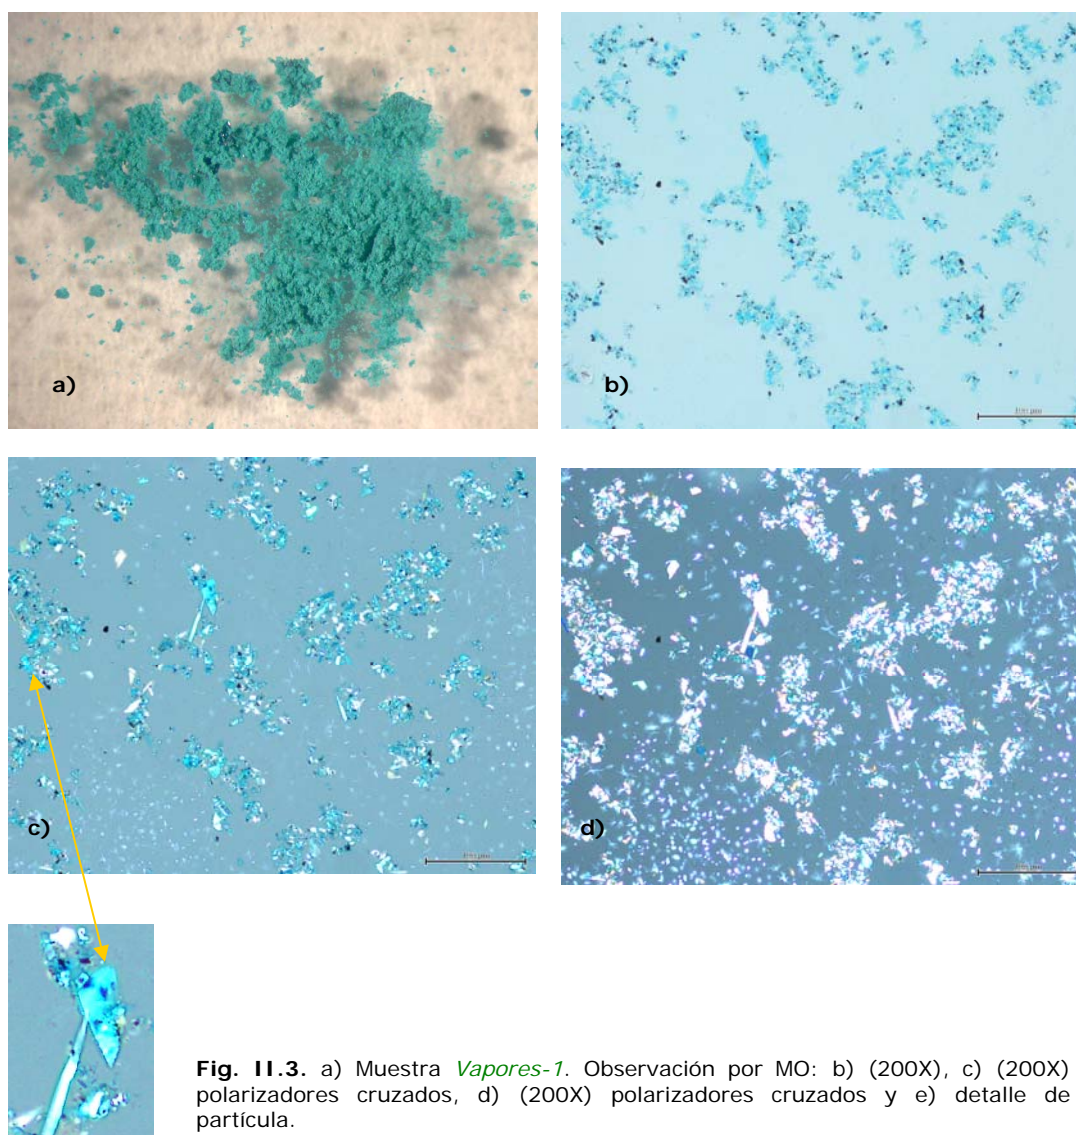 a)
b)
c)
d)
Fig. II.3. a) Muestra Vapores-1. Observación por MO: b) (200X), c) (200X)
polarizadores cruzados, d) (200X) polarizadores cruzados y e) detalle de
partícula.